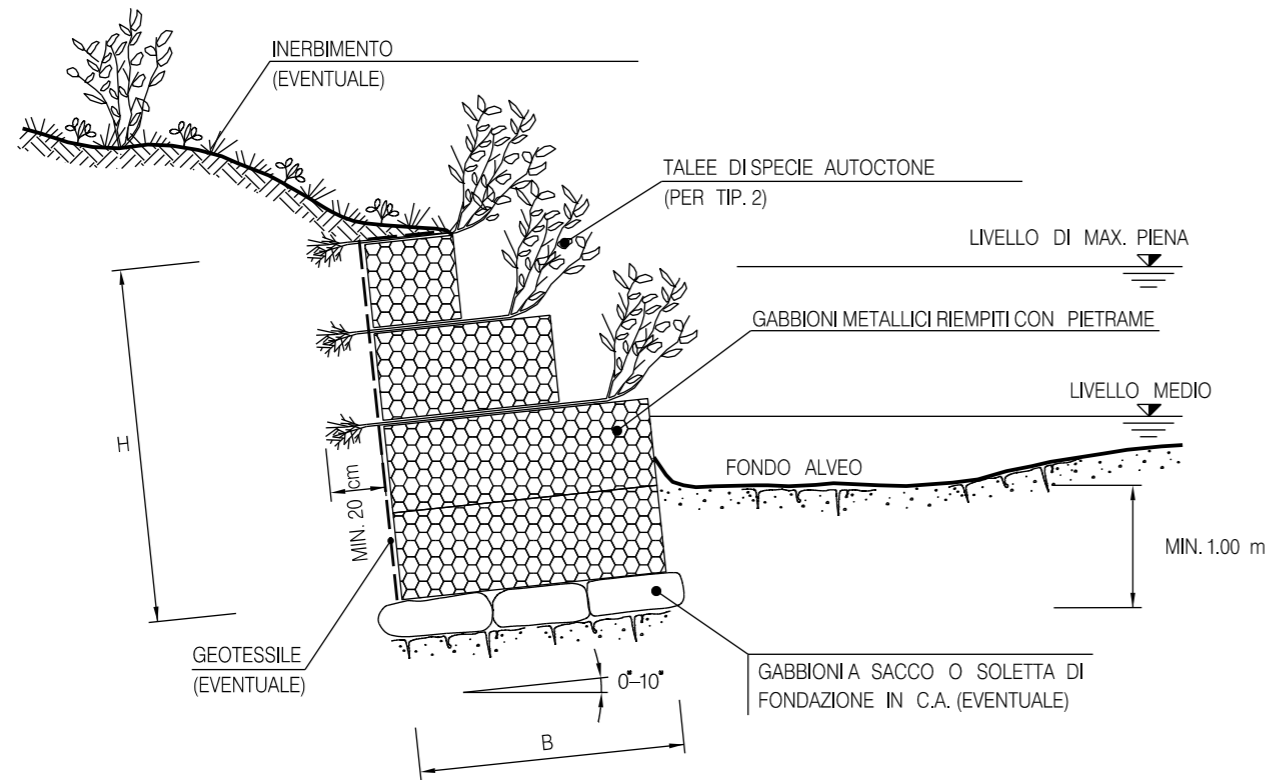 INERBIMENTO
(EVENTUALE)
TALEE DI SPECIE AUTOCTONE
(PER TIP. 2)
LIVELLO DI MAX. PIENA
GABBIONI METALLICI RIEMPITI CON PIETRAME
LIVELLO MEDIO
H
FONDO ALVEO
MIN. 20 cm
MIN. 1.00 m
GEOTESSILE
(EVENTUALE)
0°-10°
GABBIONI A SACCO O SOLETTA DI
FONDAZIONE IN C.A. (EVENTUALE)
B